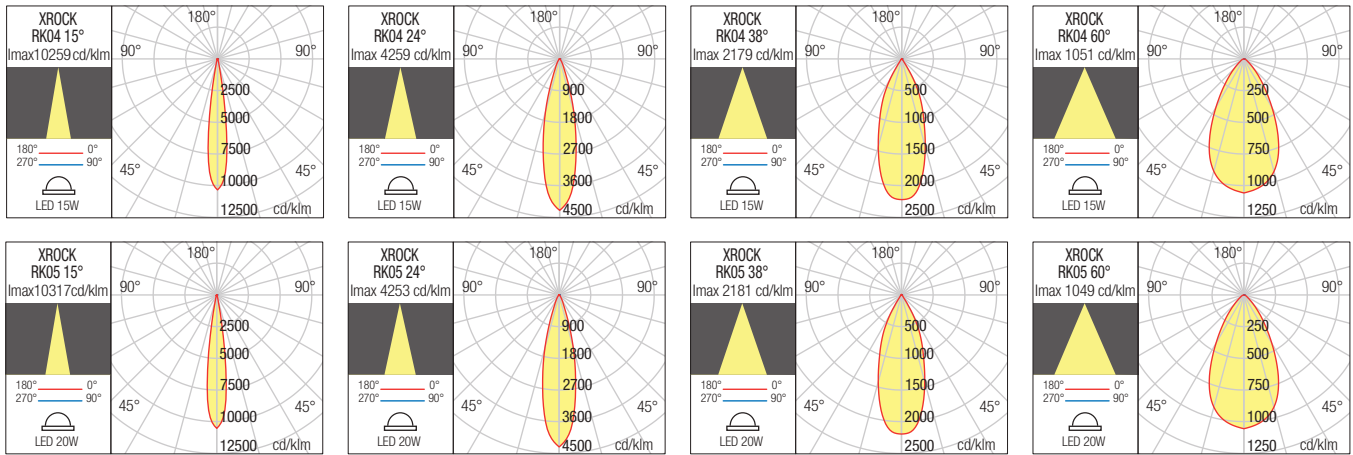 XROCK
RK04 15°
Imax10259 cd/klm
180° 0°
270° 90°
LED 15W
180°
90° 90°
2500
5000
7500
45° 45°
10000
12500 cd/klm
XROCK
RK04 24°
Imax 4259 cd/klm
180° 0°
270° 90°
LED 15W
180°
90° 90°
900
1800
2700
45° 45°
3600
4500 cd/klm
XROCK
RK04 38°
Imax 2179 cd/klm
180° 0°
270° 90°
LED 15W
180°
90° 90°
500
1000
1500
45° 45°
2000
2500 cd/klm
XROCK
RK04 60°
Imax 1051 cd/klm
180° 0°
270° 90°
LED 15W
180°
90° 90°
250
500
750
45° 45°
1000
1250 cd/klm
XROCK
RK05 15°
Imax10317cd/klm
180° 0°
270° 90°
LED 20W
180°
90° 90°
2500
5000
7500
45° 45°
10000
12500 cd/klm
XROCK
RK05 24°
Imax 4253 cd/klm
180° 0°
270° 90°
LED 20W
180°
90° 90°
900
1800
2700
45° 45°
3600
4500 cd/klm
XROCK
RK05 38°
Imax 2181 cd/klm
180° 0°
270° 90°
LED 20W
180°
90° 90°
500
1000
1500
45° 45°
2000
2500 cd/klm
XROCK
RK05 60°
Imax 1049 cd/klm
180° 0°
270° 90°
LED 20W
180°
90° 90°
250
500
750
45° 45°
1000
1250 cd/klm